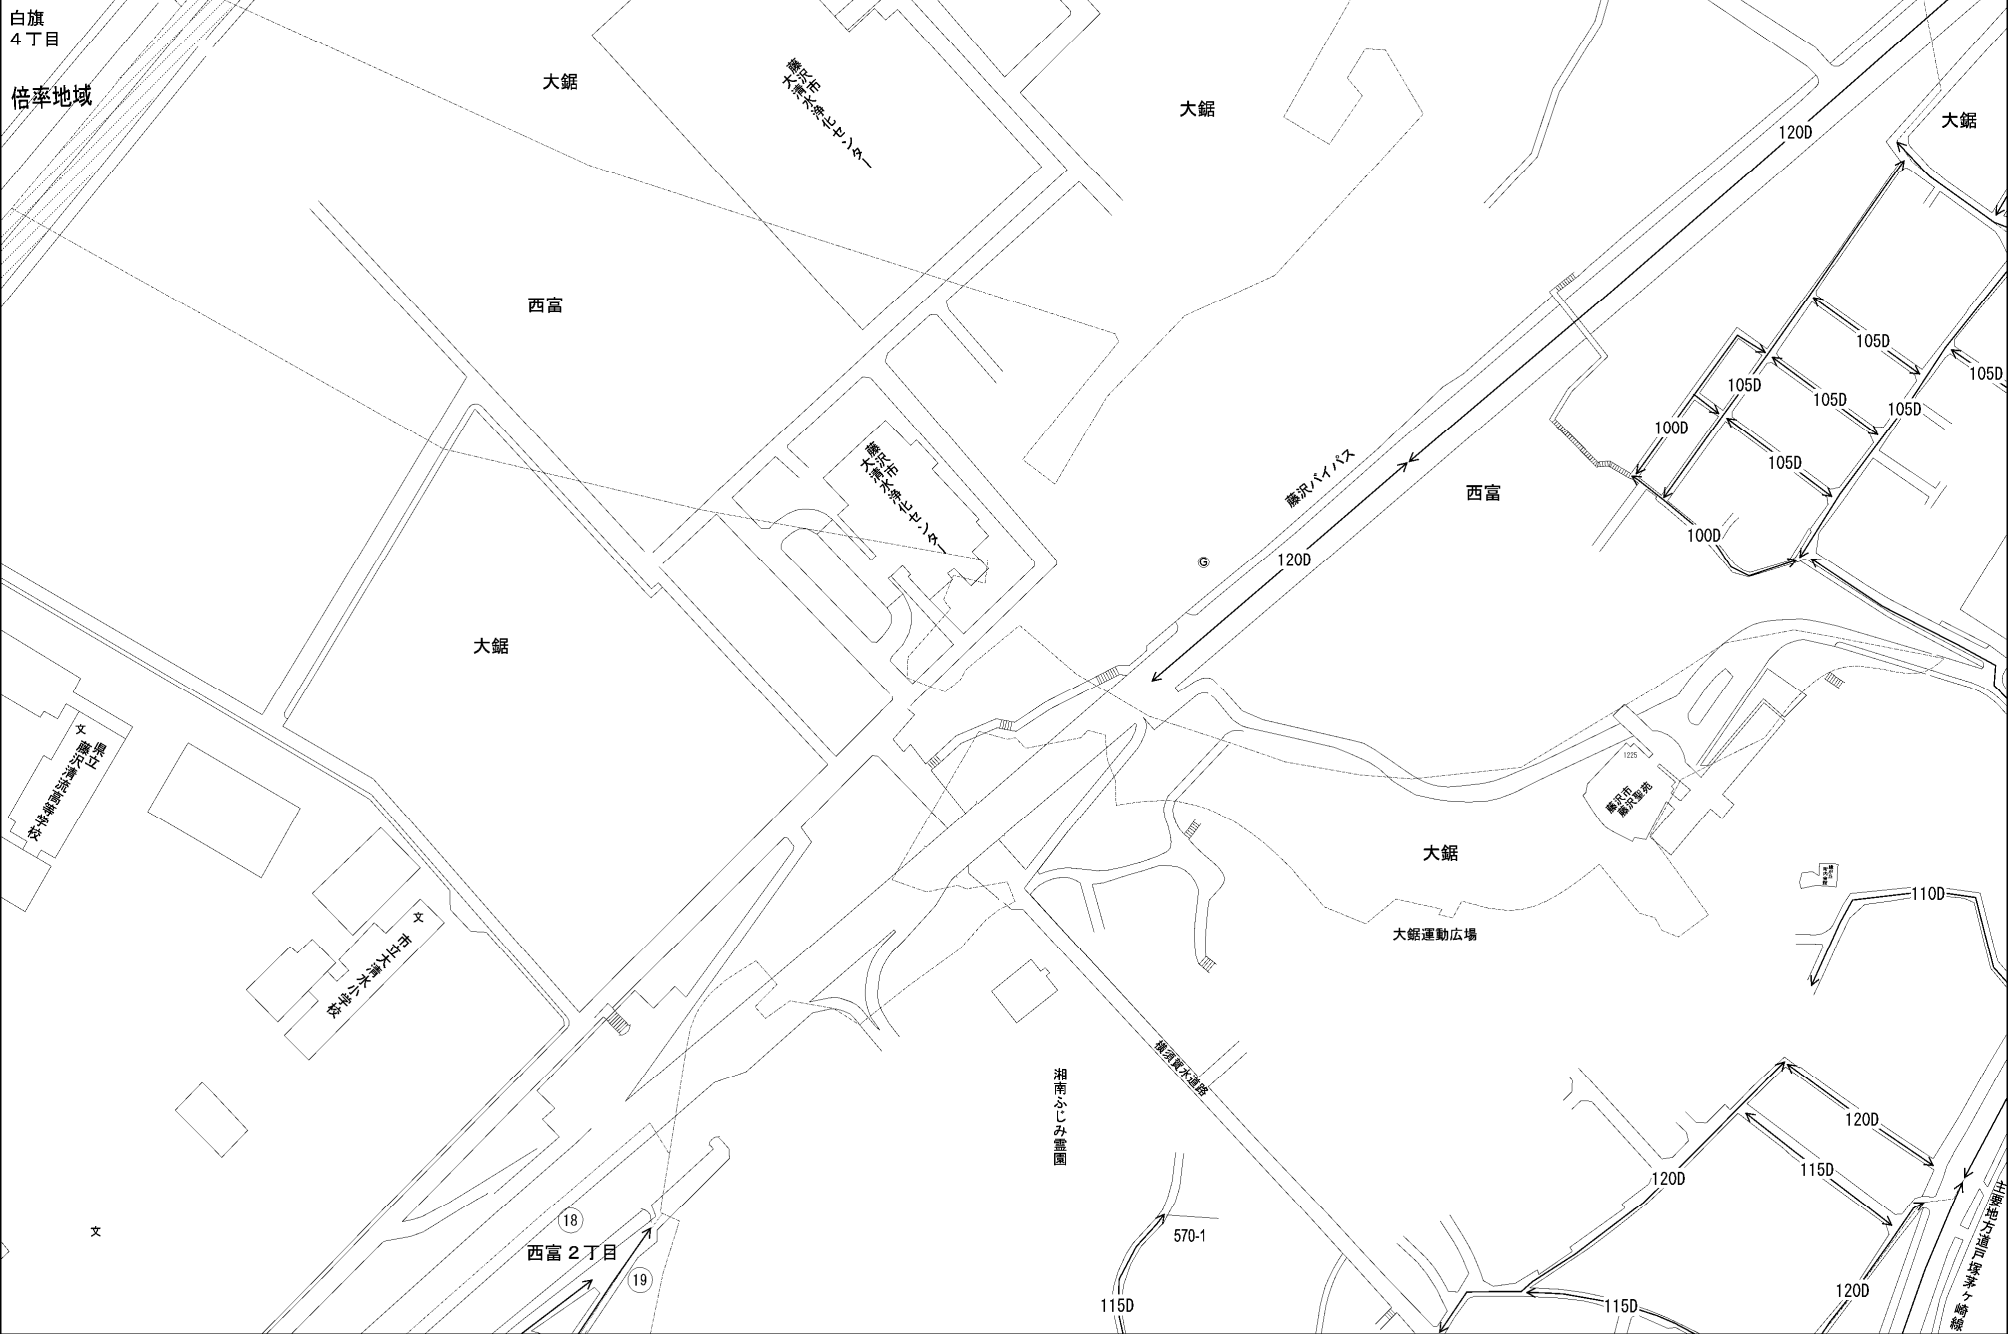 白旗
4丁目
倍率地域
大鋸
藤沢市
大清水浄化センター
大鋸
120D
大鋸
西富
105D
105D
105D
105D
105D
100D
105D
100D
藤沢市
大清水浄化センター
藤沢バイパス
西富
G
120D
大鋸
文
県立
藤沢清流高等学校
1225
藤沢市
藤沢聖苑
大鋸
110D
文
市立大清水小学校
大鋸運動広場
横須賀水道路
湘南ふじみ霊園
120D
115D
120D
主要地方道戸塚茅ヶ崎線
文
18
西富2丁目
19
570-1
115D
115D
120D